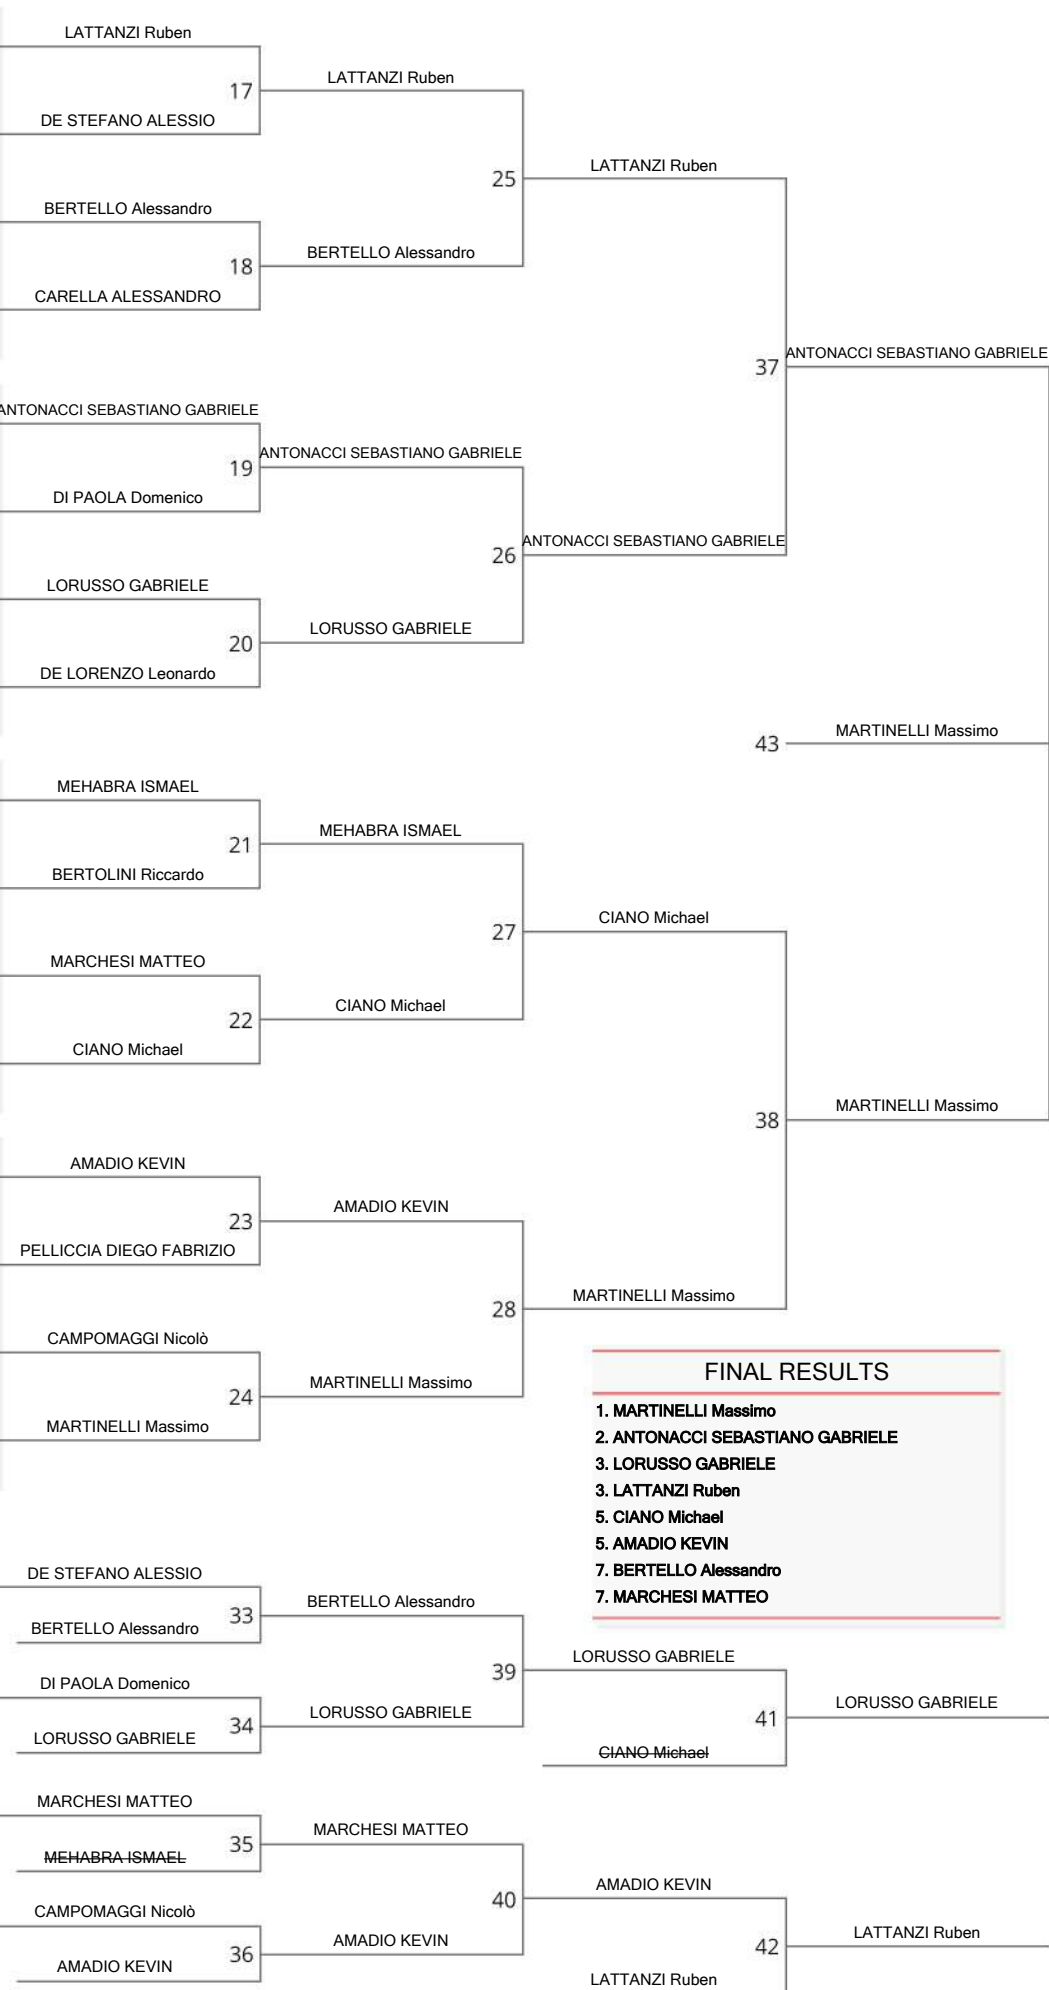 LATTANZI Ruben
17
LATTANZI Ruben
DE STEFANO ALESSIO
25
LATTANZI Ruben
BERTELLO Alessandro
18
BERTELLO Alessandro
CARELLA ALESSANDRO
37
ANTONACCI SEBASTIANO GABRIELE
ANTONACCI SEBASTIANO GABRIELE
19
ANTONACCI SEBASTIANO GABRIELE
DI PAOLA Domenico
26
ANTONACCI SEBASTIANO GABRIELE
LORUSSO GABRIELE
20
LORUSSO GABRIELE
DE LORENZO Leonardo
43
MARTINELLI Massimo
MEHABRA ISMAEL
21
MEHABRA ISMAEL
BERTOLINI Riccardo
27
CIANO Michael
MARCHESI MATTEO
22
CIANO Michael
CIANO Michael
38
MARTINELLI Massimo
AMADIO KEVIN
23
AMADIO KEVIN
PELLICCIA DIEGO FABRIZIO
28
MARTINELLI Massimo
CAMPOMAGGI Nicolò
24
MARTINELLI Massimo
MARTINELLI Massimo
FINAL RESULTS
1. MARTINELLI Massimo
2. ANTONACCI SEBASTIANO GABRIELE
3. LORUSSO GABRIELE
3. LATTANZI Ruben
5. CIANO Michael
5. AMADIO KEVIN
7. BERTELLO Alessandro
7. MARCHESI MATTEO
DE STEFANO ALESSIO
33
BERTELLO Alessandro
BERTELLO Alessandro
39
LORUSSO GABRIELE
DI PAOLA Domenico
34
LORUSSO GABRIELE
LORUSSO GABRIELE
41
LORUSSO GABRIELE
CIANO Michael
MARCHESI MATTEO
35
MARCHESI MATTEO
MEHABRA ISMAEL
40
AMADIO KEVIN
CAMPOMAGGI Nicolò
36
AMADIO KEVIN
AMADIO KEVIN
42
LATTANZI Ruben
LATTANZI Ruben